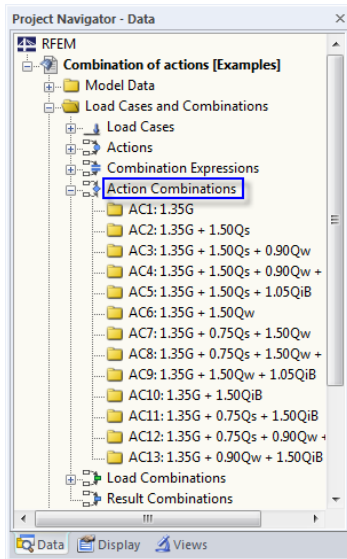 Project Navigator - Data
RFEM
Combination of actions [Examples]
Model Data
Load Cases and Combinations
Load Cases
Actions
Combination Expressions
Action Combinations
AC1: 1.35G
AC2: 1.35G + 1.50Qs
AC3: 1.35G + 1.50Qs + 0.90Qw
AC4: 1.35G + 1.50Qs + 0.90Qw +
AC5: 1.35G + 1.50Qs + 1.05QiB
AC6: 1.35G + 1.50Qw
AC7: 1.35G + 0.75Qs + 1.50Qw
AC8: 1.35G + 0.75Qs + 1.50Qw +
AC9: 1.35G + 1.50Qw + 1.05QiB
AC10: 1.35G + 1.50QiB
AC11: 1.35G + 0.75Qs + 1.50QiB
AC12: 1.35G + 0.75Qs + 0.90Qw +
AC13: 1.35G + 0.90Qw + 1.50QiB
Load Combinations
Result Combinations
Data Display Views